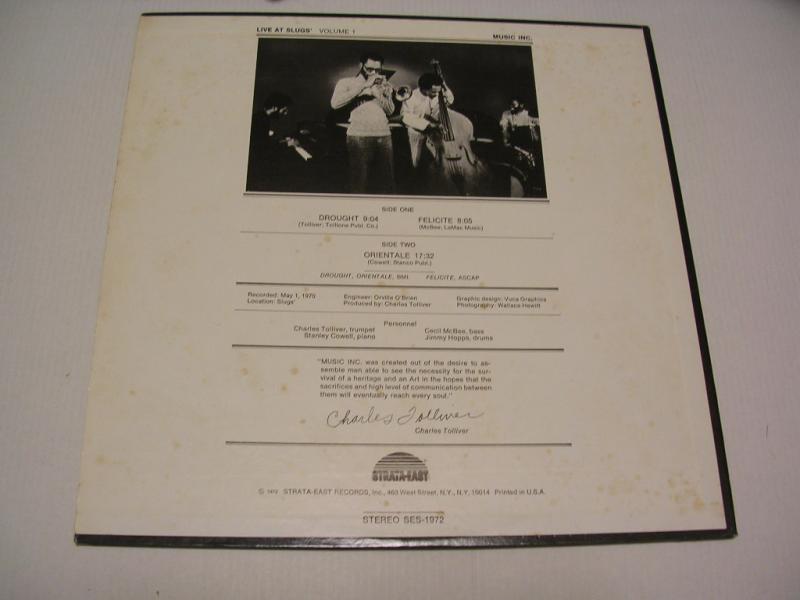 LIVE AT SLUGS' VOLUME 1 MUSIC INC.
SIDE ONE
DROUGHT 9:04 FELICITE 8:05
(Tolliver; Tollione Publ. Co.) (McBee; LaMac Music)
SIDE TWO
ORIENTALE 17:32
(Cowell; Stanco Publ.)
DROUGHT, ORIENTALE, BMI. FELICITE, ASCAP
Recorded: May 1, 1970 Engineer: Orville O'Brien Graphic design: Vuca Graphics
Location: Slugs' Produced by: Charles Tolliver Photography: Wallace Hewitt
Personnel
Charles Tolliver, trumpet Cecil McBee, bass
Stanley Cowell, piano Jimmy Hopps, drums
"MUSIC INC. was created out of the desire to as-
semble men able to see the necessity for the sur-
vival of a heritage and an Art in the hopes that the
sacrifices and high level of communication between
them will eventually reach every soul."
Charles Tolliver
Charles Tolliver
STRATA-EAST
© 1972 STRATA-EAST RECORDS, Inc., 463 West Street, N.Y., N.Y. 10014 Printed in U.S.A.
STEREO SES-1972